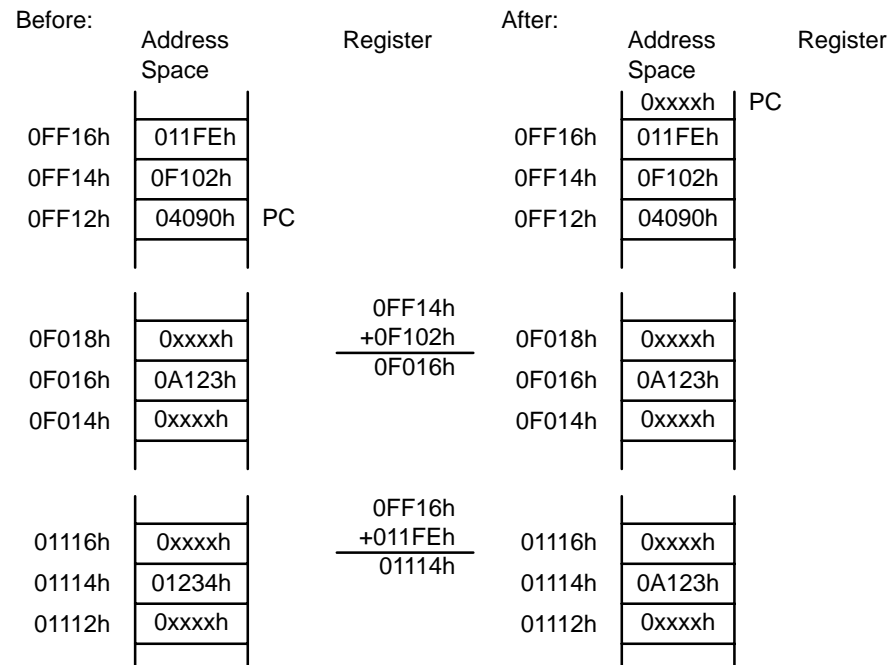 Before:
Address Space
Register
0FF16h 011FEh
0FF14h 0F102h
0FF12h 04090h PC
0F018h 0xxxxh
0F016h 0A123h
0F014h 0xxxxh
0FF14h
+0F102h
0F016h
01116h 0xxxxh
01114h 01234h
01112h 0xxxxh
0FF16h
+011FEh
01114h
After:
Address Space
Register
0xxxxh PC
0FF16h 011FEh
0FF14h 0F102h
0FF12h 04090h
0F018h 0xxxxh
0F016h 0A123h
0F014h 0xxxxh
01116h 0xxxxh
01114h 0A123h
01112h 0xxxxh